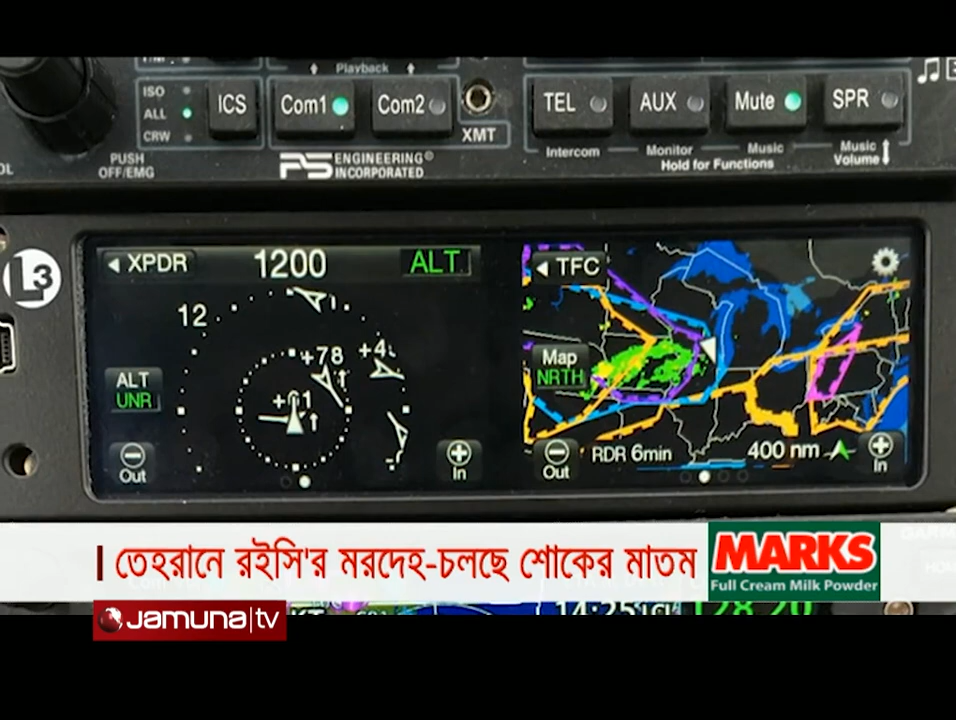 Playback
ISO
ALL
CRW
ICS
Com1
Com2
XMT
TEL
AUX
Mute
SPR
PUSH
OFF/EMG
PS ENGINEERING®
INCORPORATED
Intercom
Monitor
Music
Music
Volume
Hold for Functions
L3
XPDR
1200
ALT
TFC
12
+78
Map
NRTH
ALT
UNR
Out
In
Out
RDR 6min
400 nm
In
তেহরানে রইসি'র মরদেহ-চলছে শোকের মাতম
MARKS
Full Cream Milk Powder
Jamuna|tv